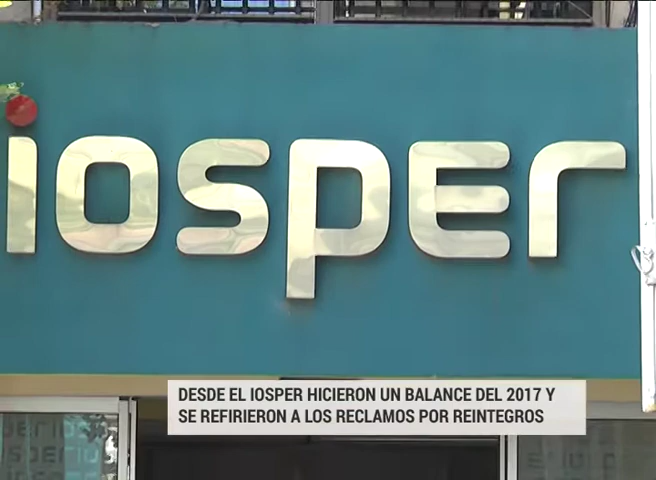 iosper
DESDE EL IOSPER HICIERON UN BALANCE DEL 2017 Y
SE REFIRIERON A LOS RECLAMOS POR REINTEGROS